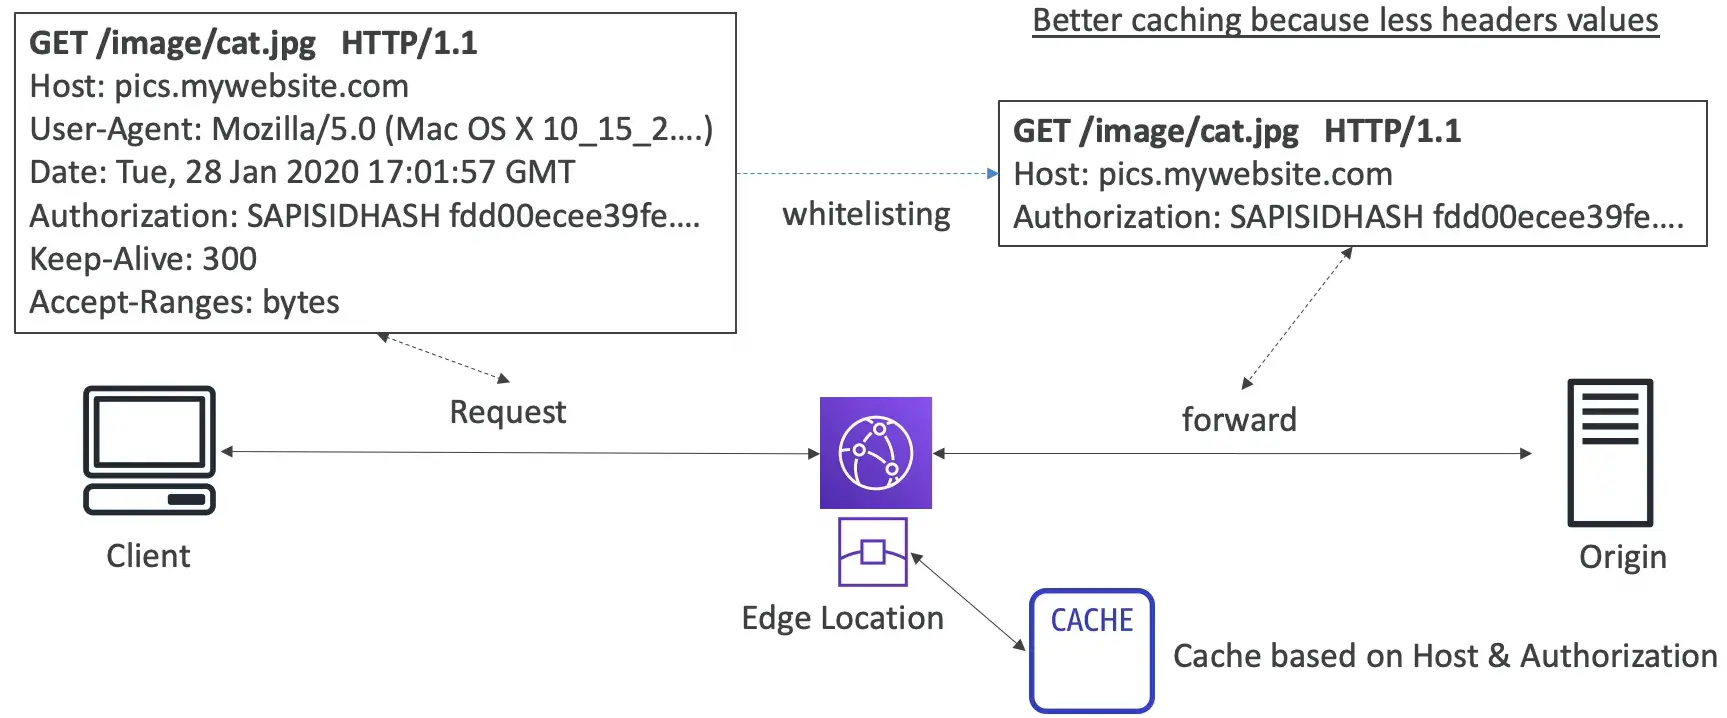 Better caching because less headers values
GET /image/cat.jpg HTTP/1.1
Host: pics.mywebsite.com
User-Agent: Mozilla/5.0 (Mac OS X 10_15_2....)
Date: Tue, 28 Jan 2020 17:01:57 GMT
Authorization: SAPISIDHASH fdd00ecee39fe....
Keep-Alive: 300
Accept-Ranges: bytes
whitelisting
GET /image/cat.jpg HTTP/1.1
Host: pics.mywebsite.com
Authorization: SAPISIDHASH fdd00ecee39fe....
Request
forward
Client
Edge Location
Origin
CACHE
Cache based on Host & Authorization